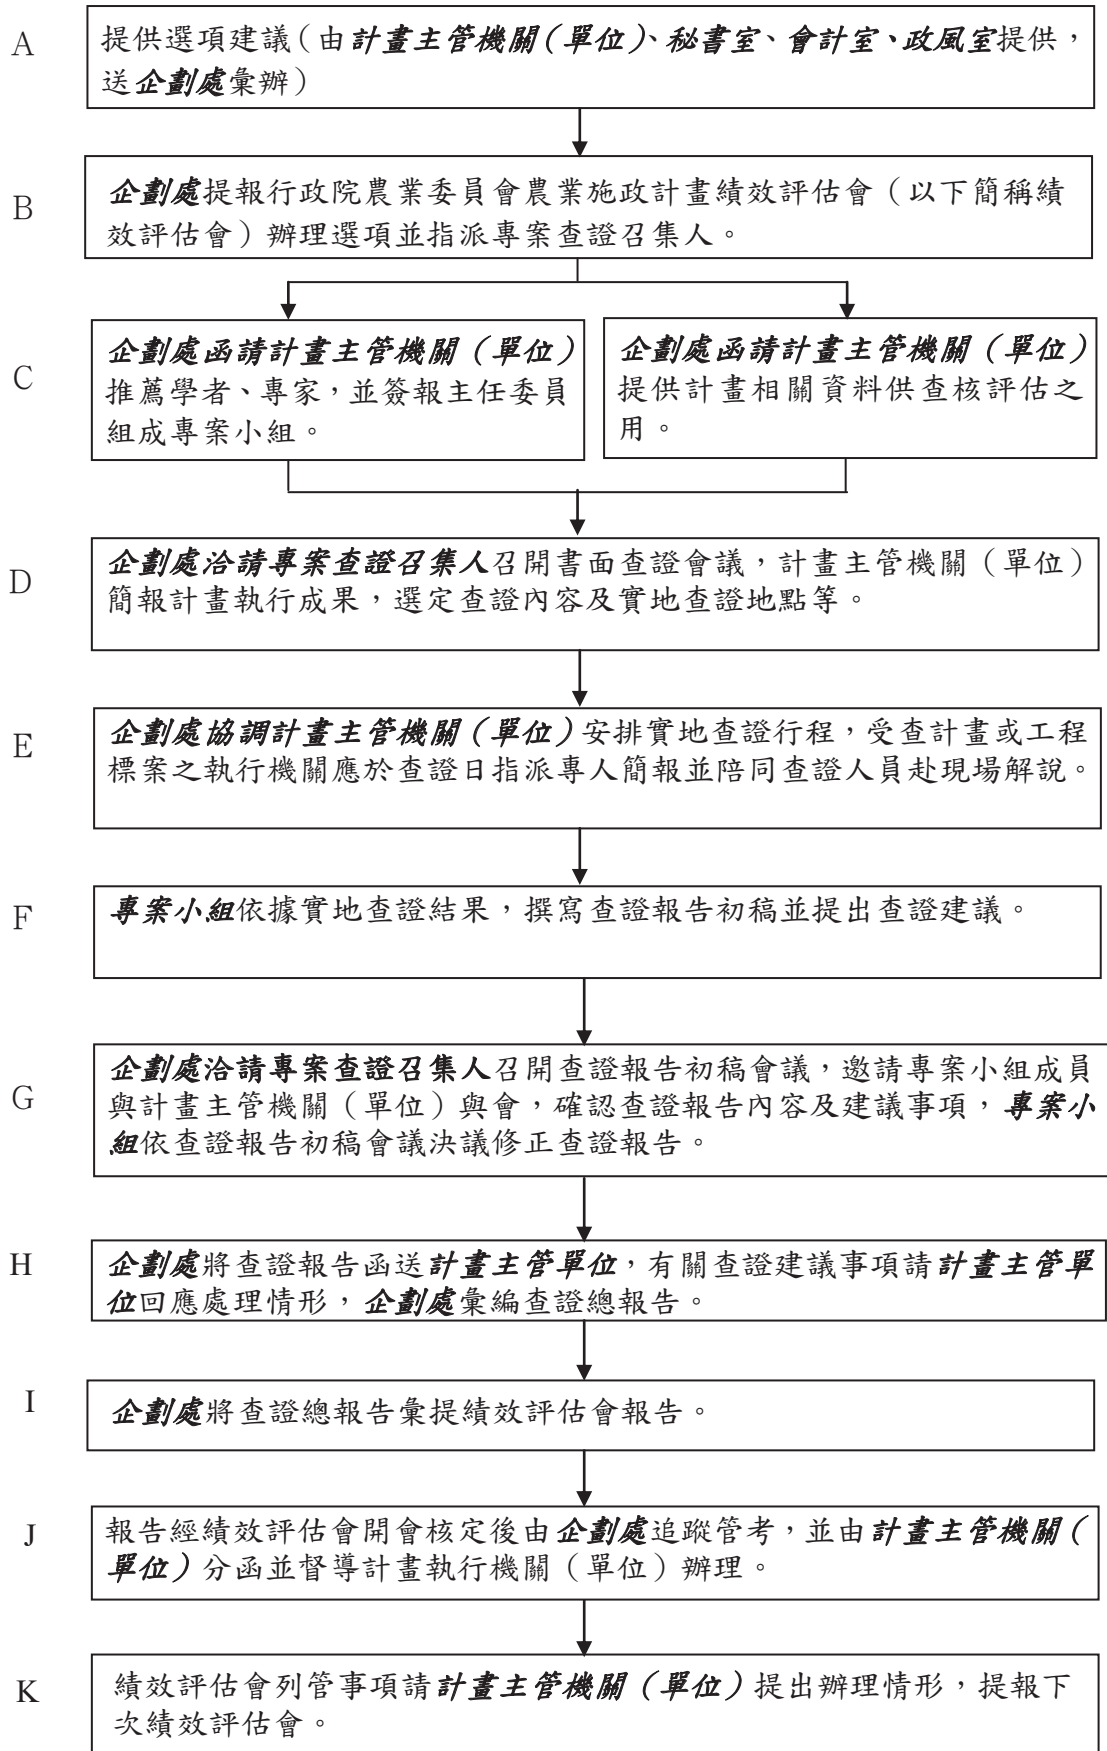 A
提供選項建議（由計畫主管機關（單位）、秘書室、會計室、政風室提供，
送企劃處彙辦）
B
企劃處提報行政院農業委員會農業施政計畫績效評估會（以下簡稱績
效評估會）辦理選項並指派專案查證召集人。
C
企劃處函請計畫主管機關（單位）
推薦學者、專家，並簽報主任委員
組成專案小組。
企劃處函請計畫主管機關（單位）
提供計畫相關資料供查核評估之
用。
D
企劃處洽請專案查證召集人召開書面查證會議，計畫主管機關（單位）
簡報計畫執行成果，選定查證內容及實地查證地點等。
E
企劃處協調計畫主管機關（單位）安排實地查證行程，受查計畫或工程
標案之執行機關應於查證日指派專人簡報並陪同查證人員赴現場解說。
F
專案小組依據實地查證結果，撰寫查證報告初稿並提出查證建議。
G
企劃處洽請專案查證召集人召開查證報告初稿會議，邀請專案小組成員
與計畫主管機關（單位）與會，確認查證報告內容及建議事項，專案小
組依查證報告初稿會議決議修正查證報告。
H
企劃處將查證報告函送計畫主管單位，有關查證建議事項請計畫主管單
位回應處理情形，企劃處彙編查證總報告。
I
企劃處將查證總報告彙提績效評估會報告。
J
報告經績效評估會開會核定後由企劃處追蹤管考，並由計畫主管機關（
單位）分函並督導計畫執行機關（單位）辦理。
K
績效評估會列管事項請計畫主管機關（單位）提出辦理情形，提報下
次績效評估會。